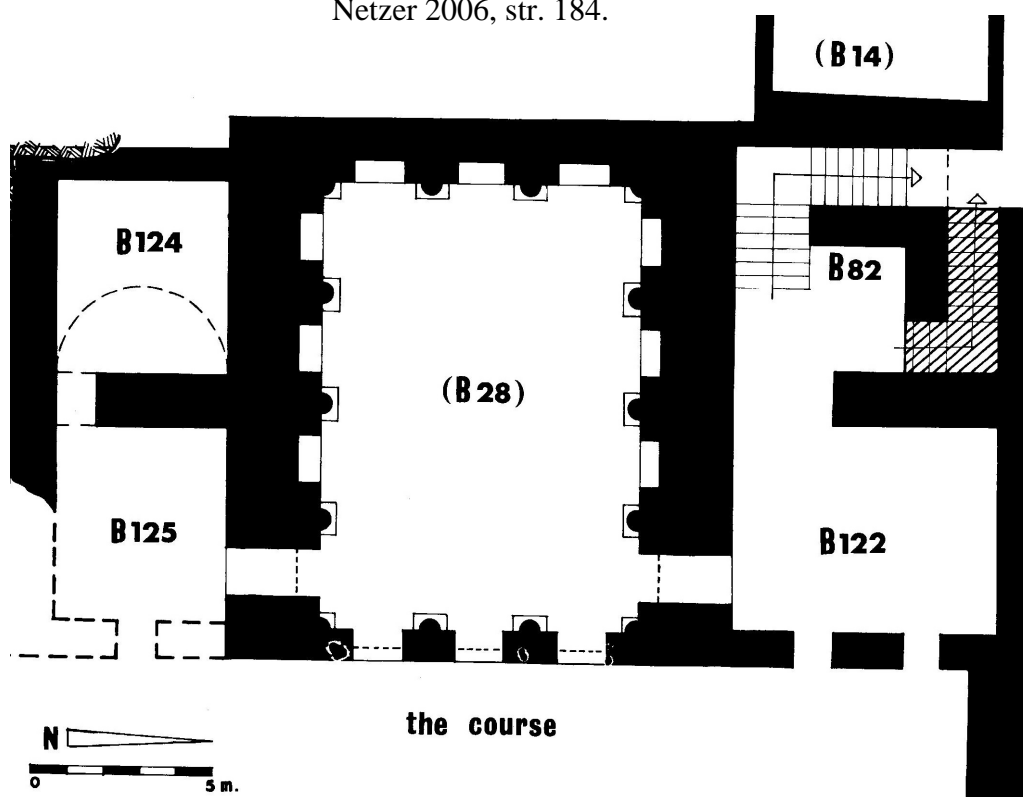 Netzer 2006, str. 184.
(B14)
B124
B82
(B28)
B125
B122
the course
N
0 5 m.